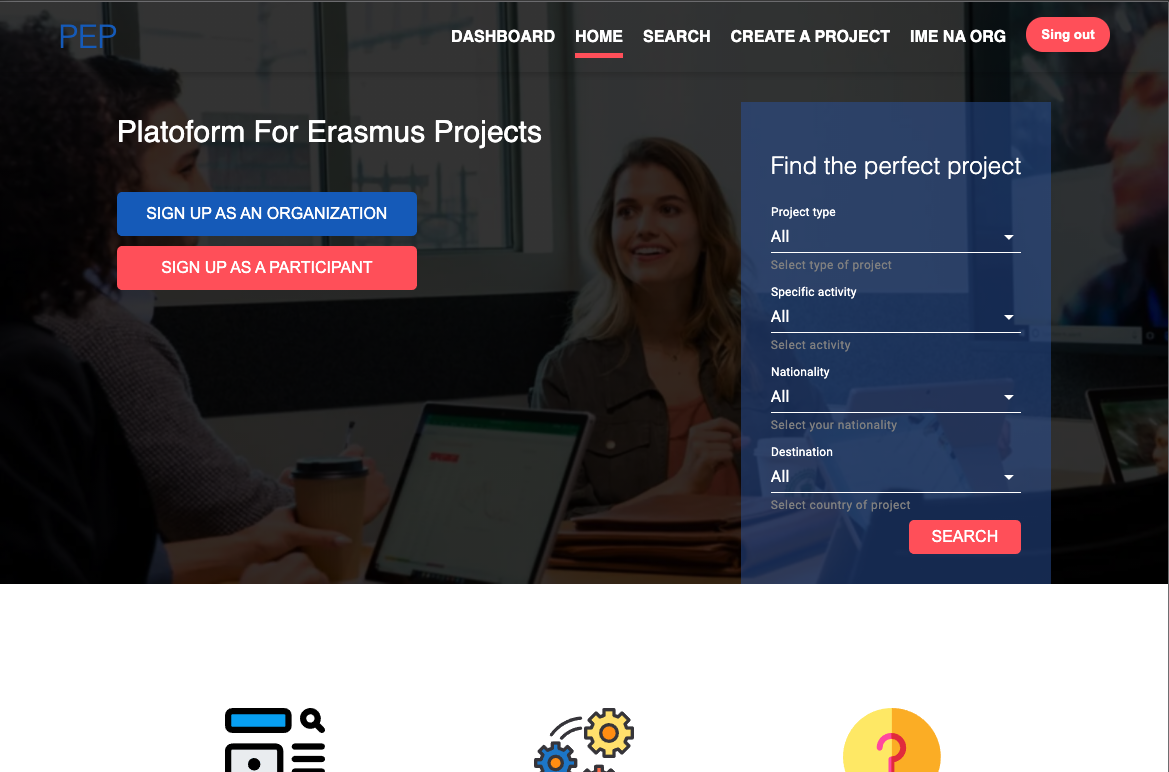 PEP
DASHBOARD HOME SEARCH CREATE A PROJECT IME NA ORG Sing out
Platoform For Erasmus Projects
SIGN UP AS AN ORGANIZATION
SIGN UP AS A PARTICIPANT
Find the perfect project
Project type
All
Select type of project
Specific activity
All
Select activity
Nationality
All
Select your nationality
Destination
All
Select country of project
SEARCH